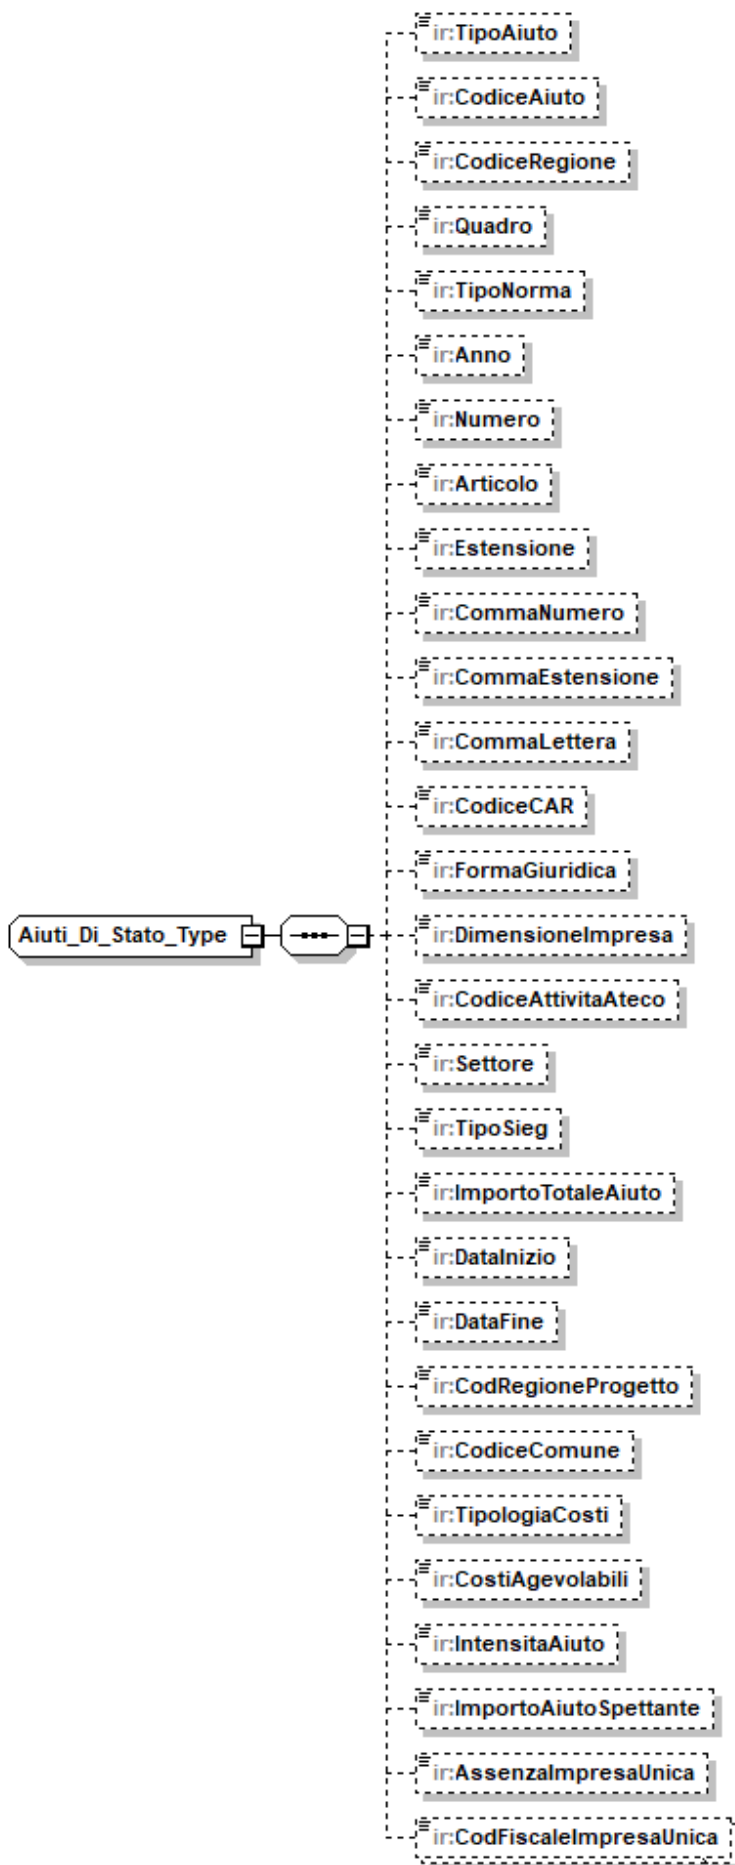 ir:TipoAiuto
ir:CodiceAiuto
ir:CodiceRegione
ir:Quadro
ir:TipoNorma
ir:Anno
ir:Numero
ir:Articolo
ir:Estensione
ir:CommaNumero
ir:CommaEstensione
ir:CommaLettera
ir:CodiceCAR
ir:FormaGiuridica
Aiuti_Di_Stato_Type
ir:DimensioneImpresa
ir:CodiceAttivitaAteco
ir:Settore
ir:TipoSieg
ir:ImportoTotaleAiuto
ir:DataInizio
ir:DataFine
ir:CodRegioneProgetto
ir:CodiceComune
ir:TipologiaCosti
ir:CostiAgevolabili
ir:IntensitaAiuto
ir:ImportoAiutoSpettante
ir:AssenzaImpresaUnica
ir:CodFiscaleImpresaUnica